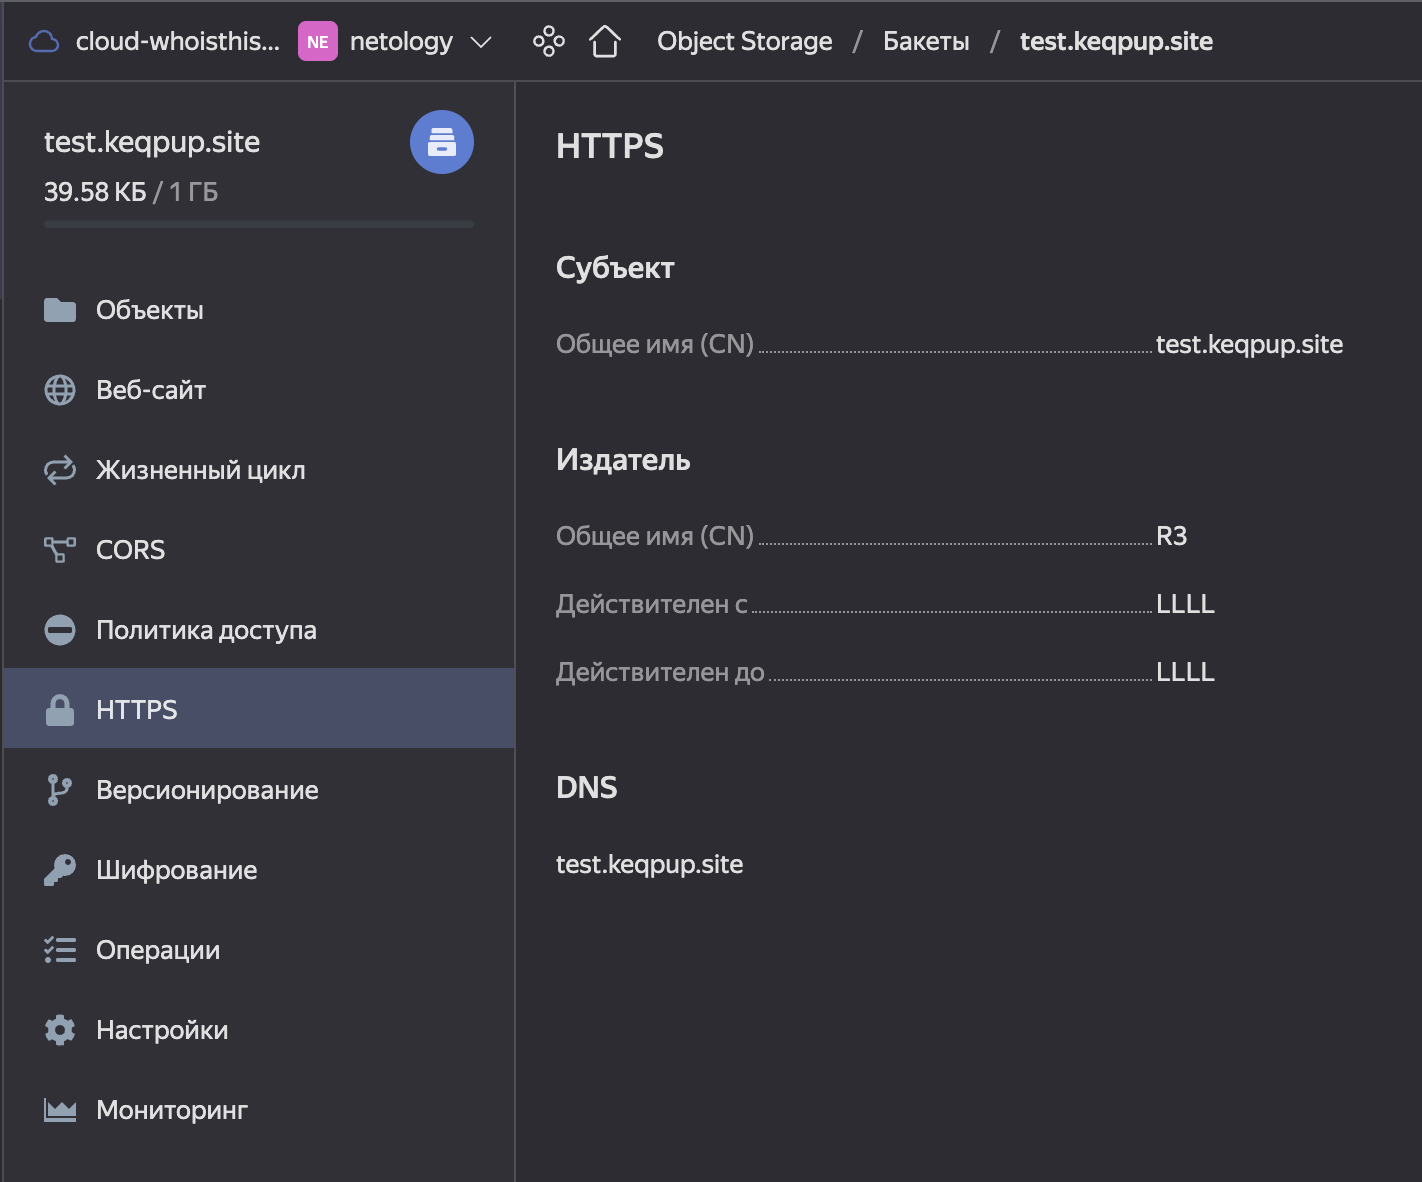 cloud-whoisthis... NE netology Object Storage / Бакеты / test.keqpup.site
test.keqpup.site
39.58 КБ / 1 ГБ
Объекты
Веб-сайт
Жизненный цикл
CORS
Политика доступа
HTTPS
Версионирование
Шифрование
Операции
Настройки
Мониторинг
HTTPS
Субъект
Общее имя (CN) test.keqpup.site
Издатель
Общее имя (CN) R3
Действителен с LLLL
Действителен до LLLL
DNS
test.keqpup.site